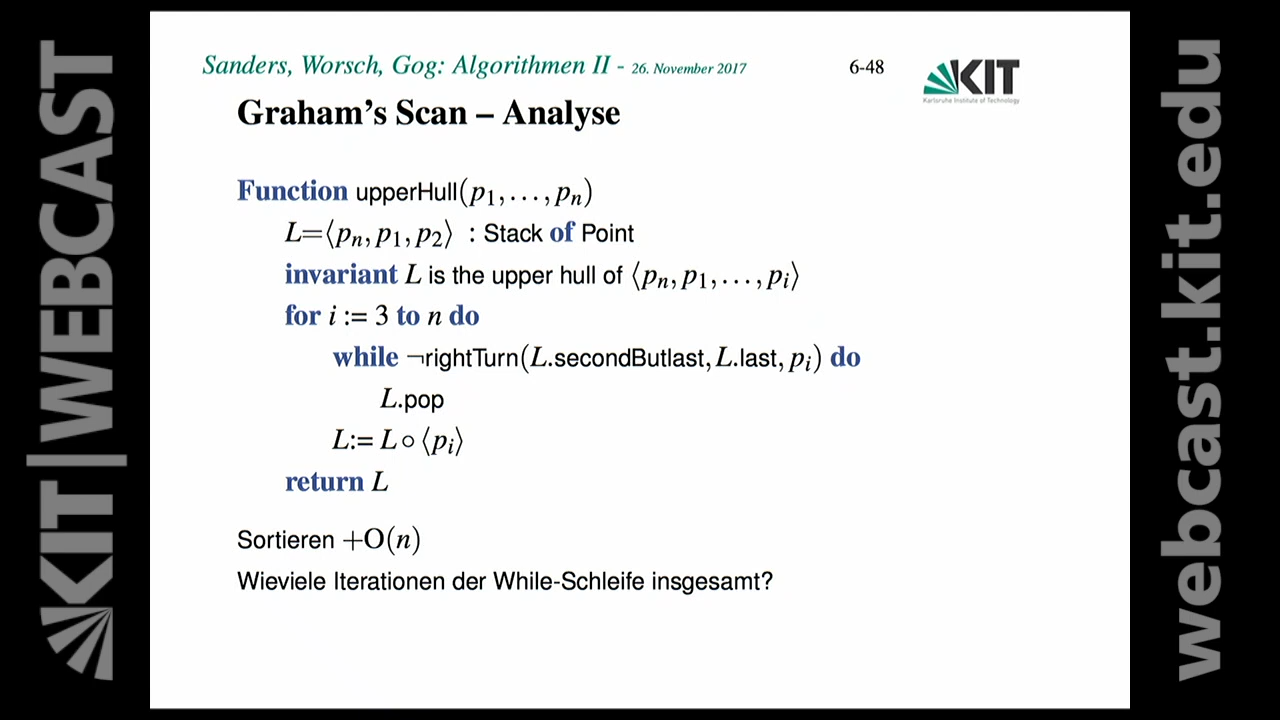 KIT|WEBCAST
Sanders, Worsch, Gog: Algorithmen II - 26. November 2017
6-48
KIT
Karlsruhe Institute of Technology
Graham's Scan – Analyse
Function upperHull(p₁,…,pₙ)
L=⟨pₙ,p₁,p₂⟩ : Stack of Point
invariant L is the upper hull of ⟨pₙ,p₁,…,pᵢ⟩
for i := 3 to n do
while ¬rightTurn(L.secondButlast, L.last, pᵢ) do
L.pop
L:= L ∘ ⟨pᵢ⟩
return L
Sortieren +O(n)
Wieviele Iterationen der While-Schleife insgesamt?
webcast.kit.edu